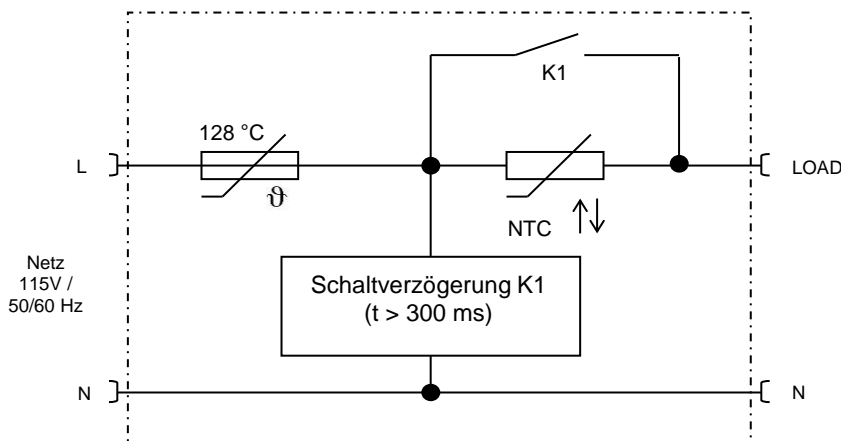 K1
128 °C
L
LOAD
ϑ
NTC
Netz
115V /
50/60 Hz
Schaltverzögerung K1
(t > 300 ms)
N
N